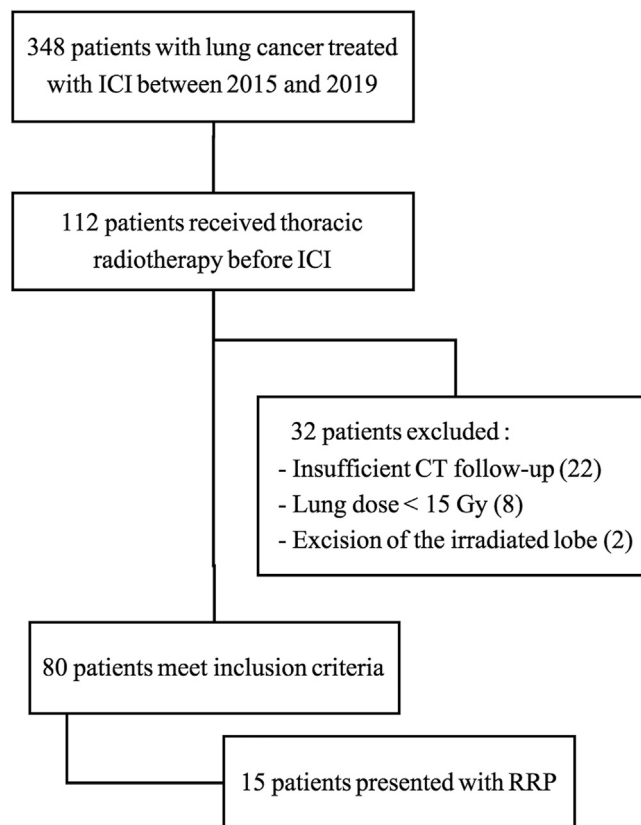 348 patients with lung cancer treated
with ICI between 2015 and 2019
112 patients received thoracic
radiotherapy before ICI
32 patients excluded :
- Insufficient CT follow-up (22)
- Lung dose < 15 Gy (8)
- Excision of the irradiated lobe (2)
80 patients meet inclusion criteria
15 patients presented with RRP